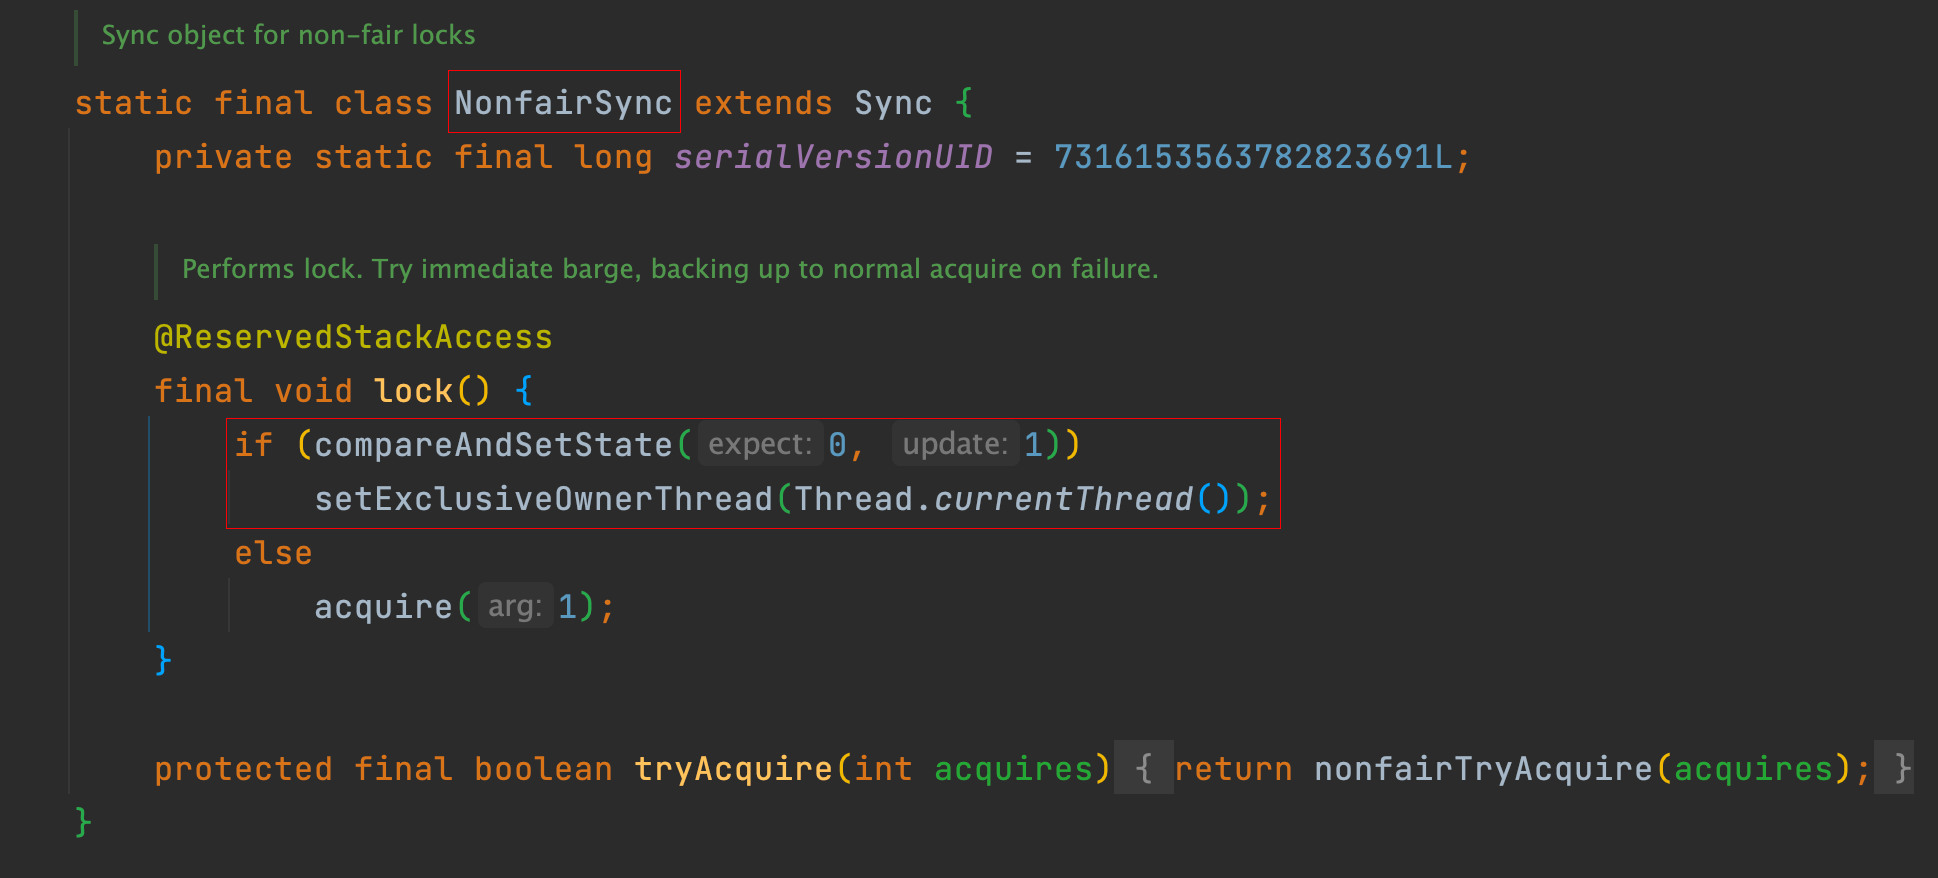 Sync object for non-fair locks
static final class NonfairSync extends Sync {
private static final long serialVersionUID = 7316153563782823691L;
Performs lock. Try immediate barge, backing up to normal acquire on failure.
@ReservedStackAccess
final void lock() {
if (compareAndSetState( expect: 0, update: 1))
setExclusiveOwnerThread(Thread.currentThread());
else
acquire( arg: 1);
}
protected final boolean tryAcquire(int acquires) { return nonfairTryAcquire(acquires); }
}